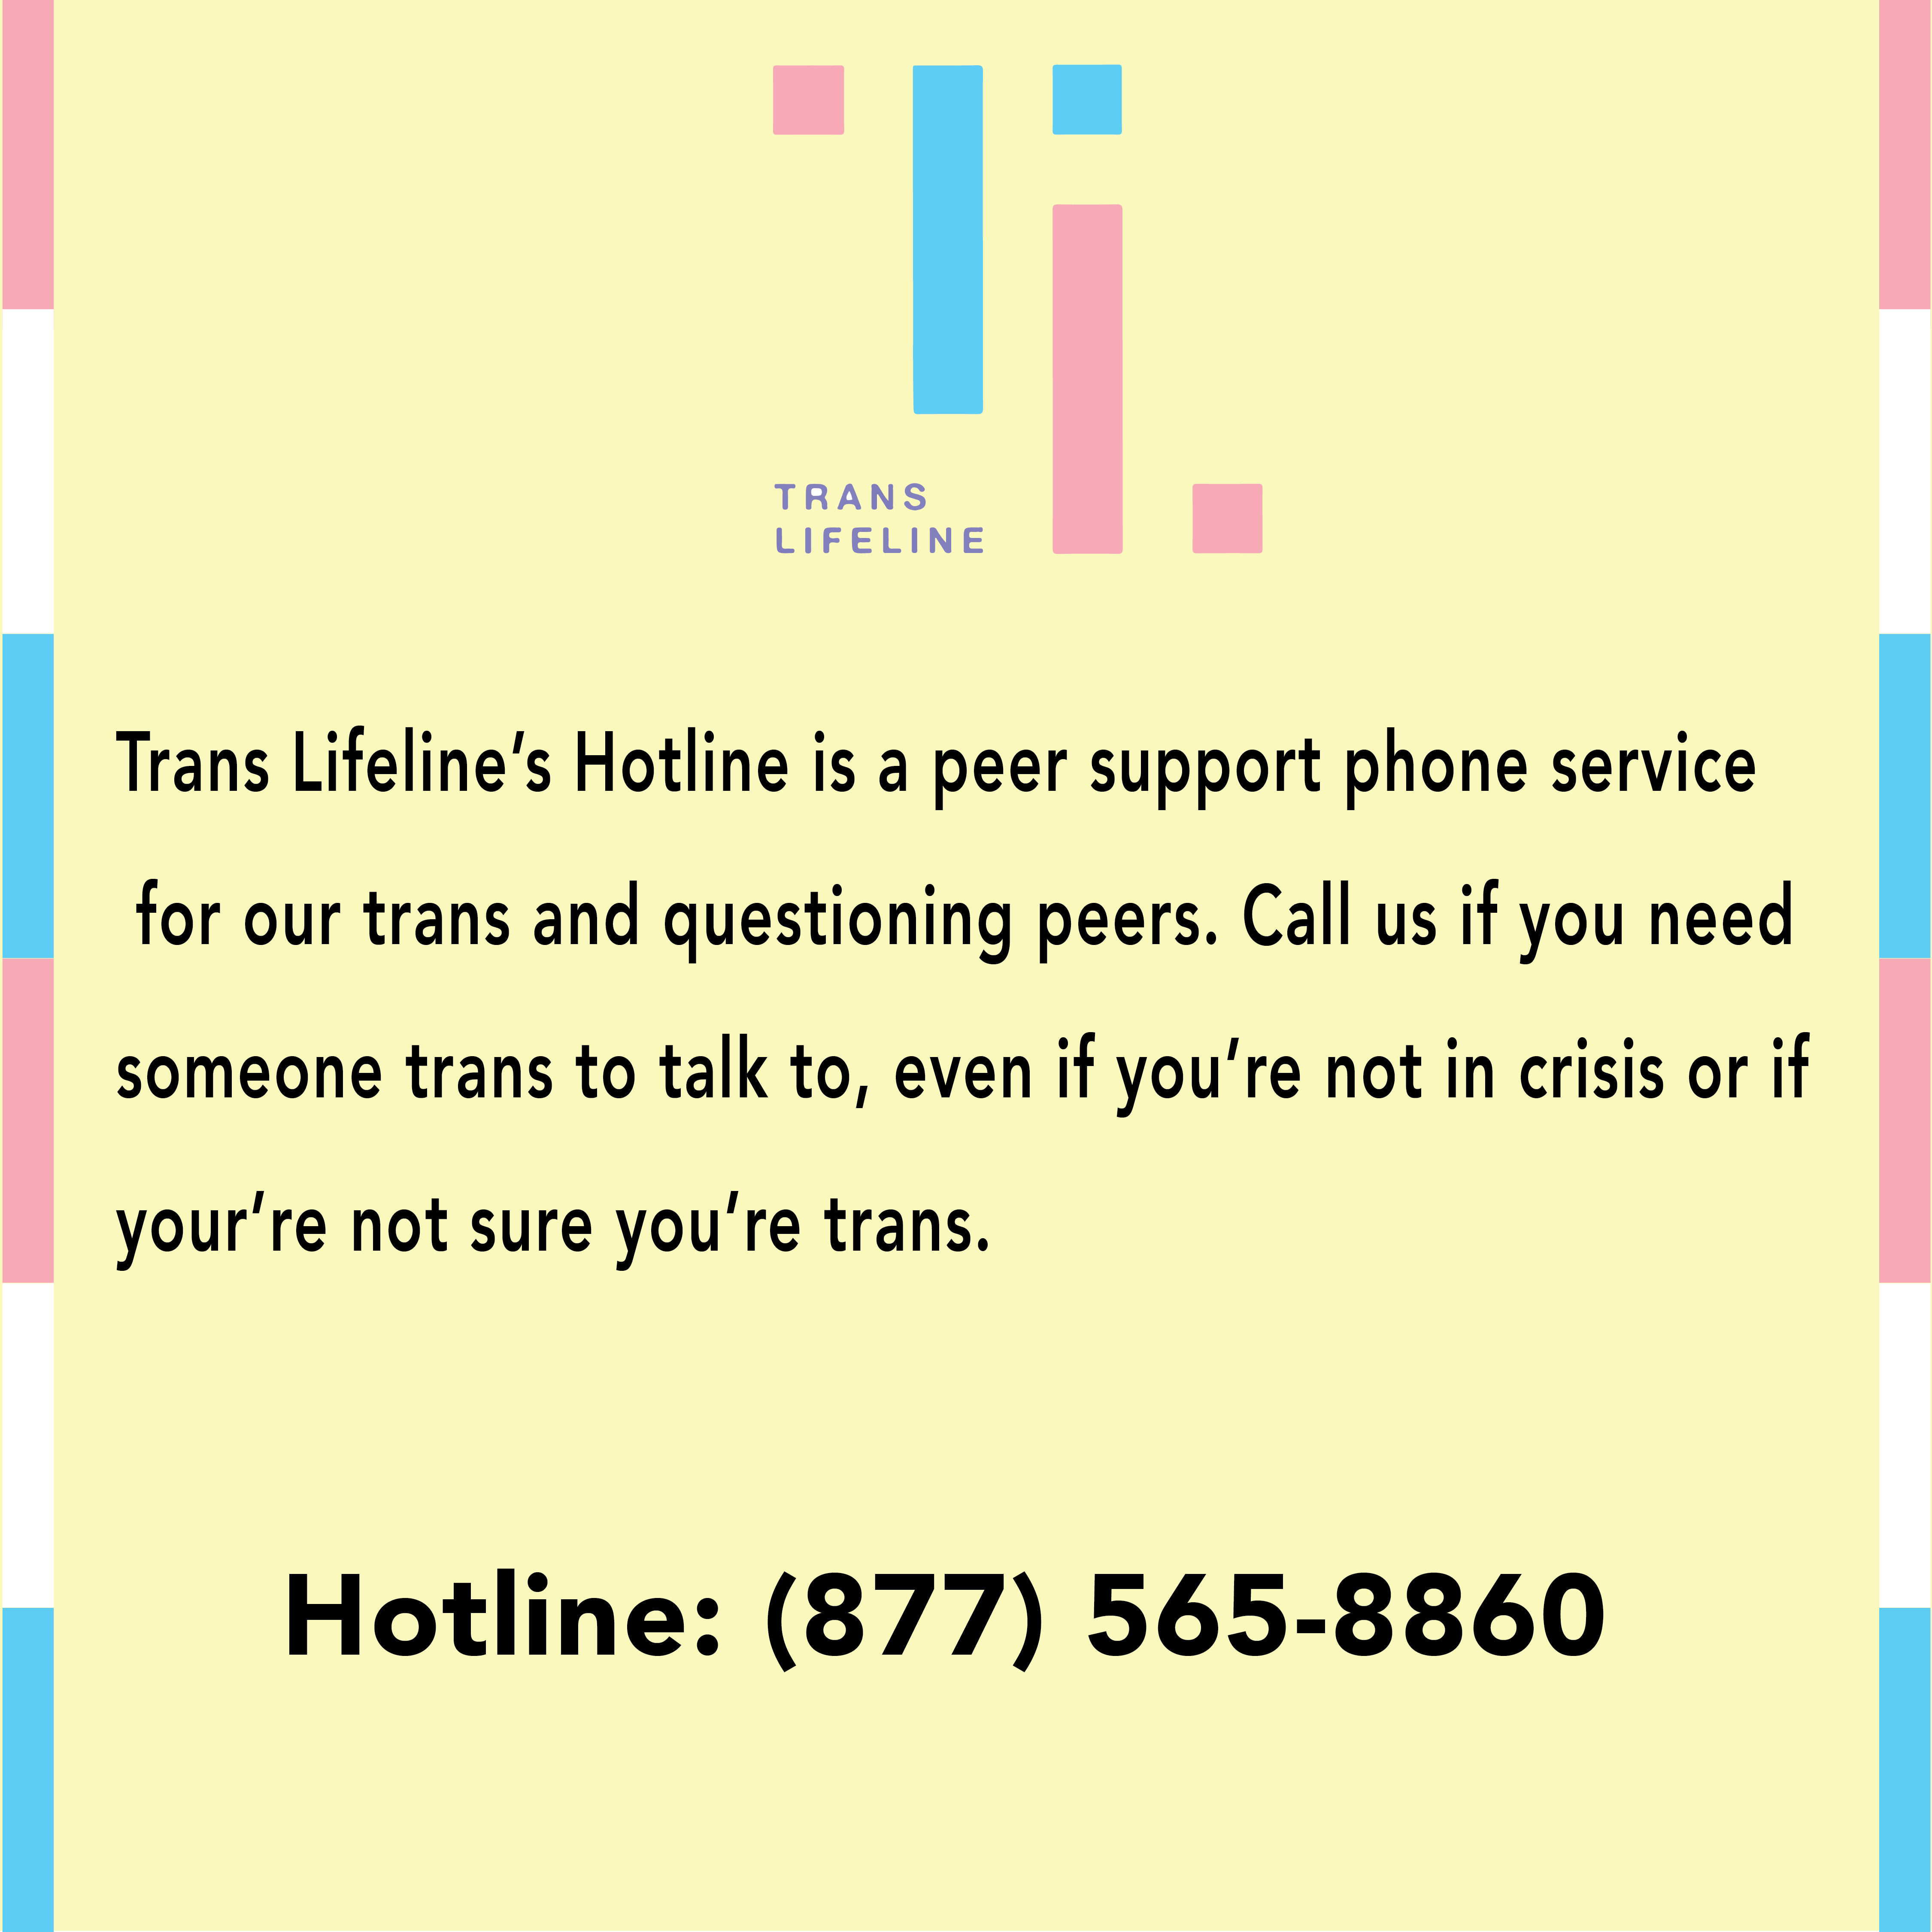 TRANS
LIFELINE
Trans Lifeline’s Hotline is a peer support phone service
for our trans and questioning peers. Call us if you need
someone trans to talk to, even if you’re not in crisis or if
your‘re not sure you‘re trans.
Hotline: (877) 565-8860